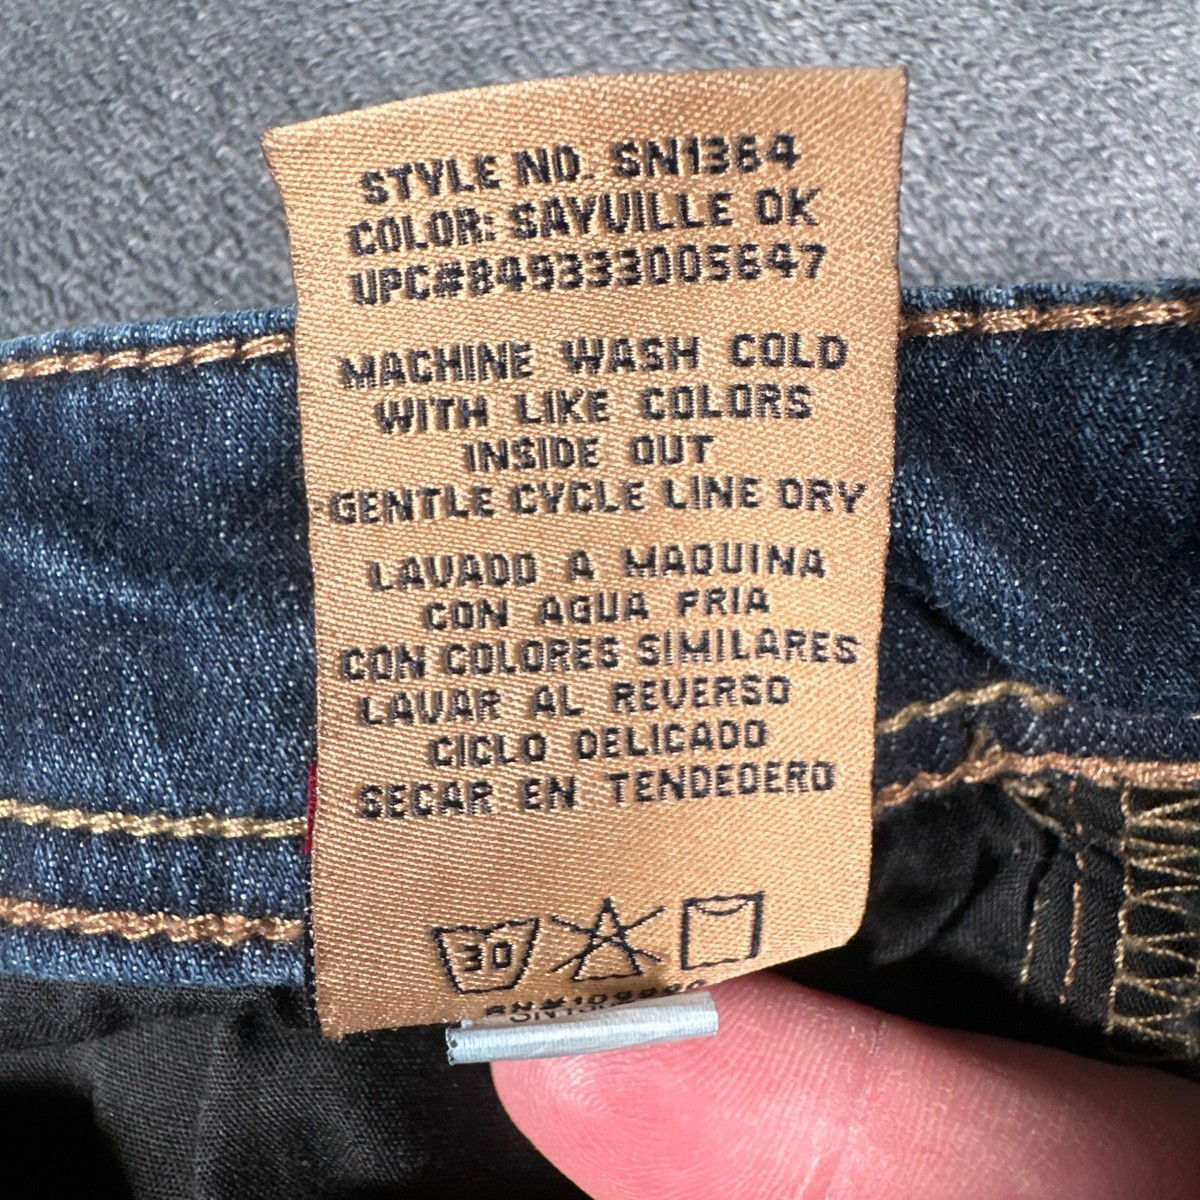 STYLE NO. SN1364
COLOR: SAYVILLE DK
UPC#849333005647
MACHINE WASH COLD
WITH LIKE COLORS
INSIDE OUT
GENTLE CYCLE LINE DRY
LAVADO A MAQUINA
CON AGUA FRIA
CON COLORES SIMILARES
LAVAR AL REVERSO
CICLO DELICADO
SECAR EN TENDEDERO
30